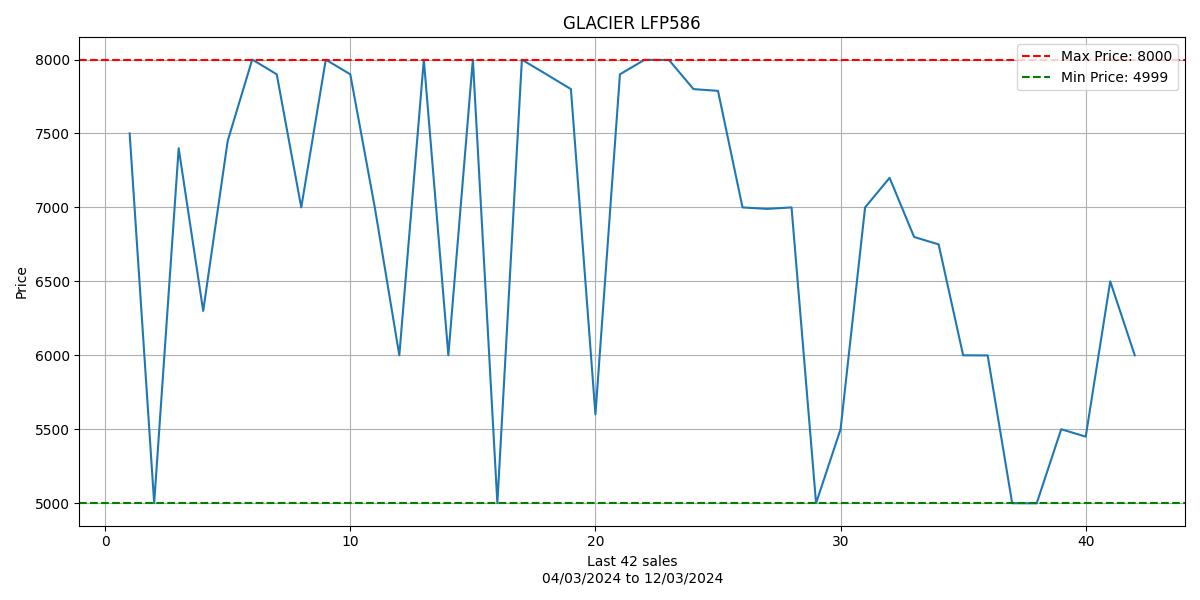 GLACIER LFP586
Max Price: 8000
Min Price: 4999
Price
8000
7500
7000
6500
6000
5500
5000
0 10 20 30 40
Last 42 sales
04/03/2024 to 12/03/2024